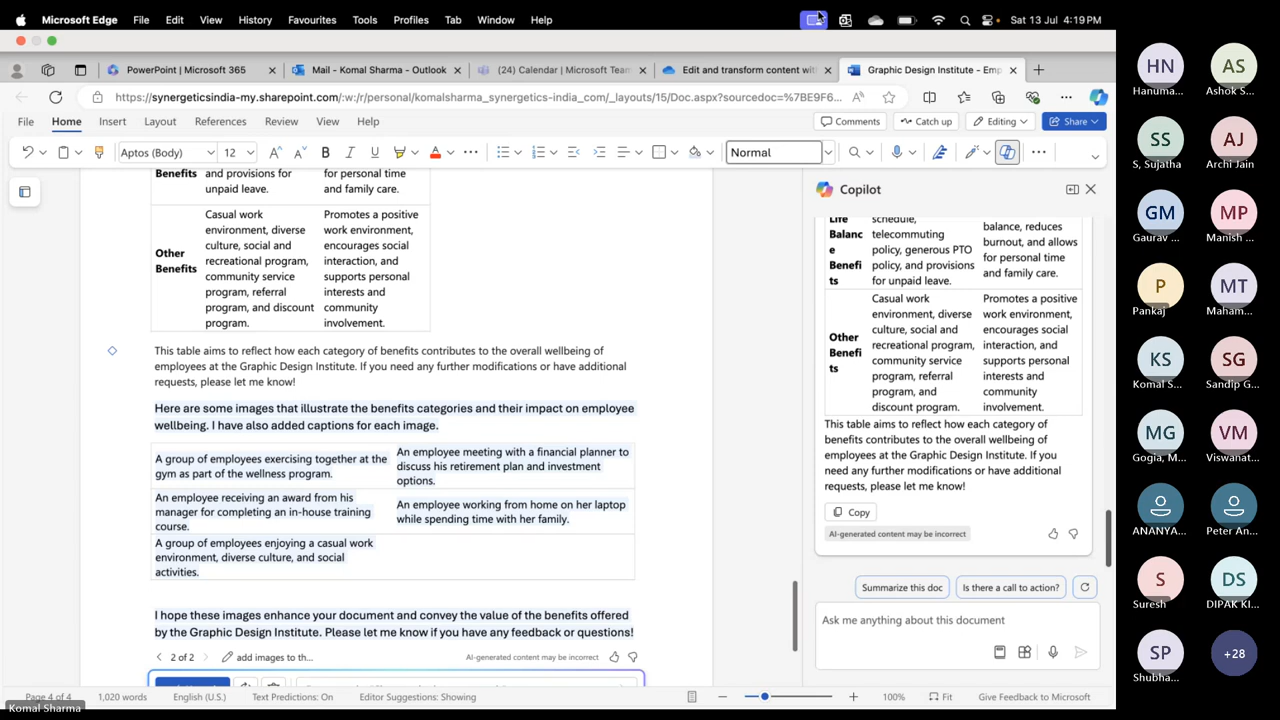 Microsoft Edge File Edit View History Favourites Tools Profiles Tab Window Help Sat 13 Jul 4:19 PM
PowerPoint | Microsoft 365 Mail - Komal Sharma - Outlook (24) Calendar | Microsoft Team Edit and transform content wit Graphic Design Institute - Emp
https://synergeticsindia-my.sharepoint.com/:w:/r/personal/komalsharma_synergetics-india_com/_layouts/15/Doc.aspx?sourcedoc=%7BE9F6...
File Home Insert Layout References Review View Help Comments Catch up Editing Share
Aptos (Body) 12 B I U A Normal
Benefits and provisions for unpaid leave. for personal time and family care.
Other Benefits
Casual work environment, diverse culture, social and recreational program, community service program, referral program, and discount program.
Promotes a positive work environment, encourages social interaction, and supports personal interests and community involvement.
This table aims to reflect how each category of benefits contributes to the overall wellbeing of
employees at the Graphic Design Institute. If you need any further modifications or have additional
requests, please let me know!
Here are some images that illustrate the benefits categories and their impact on employee
wellbeing. I have also added captions for each image.
A group of employees exercising together at the
gym as part of the wellness program.
An employee meeting with a financial planner to
discuss his retirement plan and investment
options.
An employee receiving an award from his
manager for completing an in-house training
course.
An employee working from home on her laptop
while spending time with her family.
A group of employees enjoying a casual work
environment, diverse culture, and social
activities.
I hope these images enhance your document and convey the value of the benefits offered
by the Graphic Design Institute. Please let me know if you have any feedback or questions!
2 of 2 add images to th... AI-generated content may be incorrect
Page 4 of 4 1,020 words English (U.S.) Text Predictions: On Editor Suggestions: Showing 100% Fit Give Feedback to Microsoft
Komal Sharma
Copilot
Life
Balanc
e
Benefi
ts
schedule,
telecommuting
policy, generous PTO
policy, and provisions
for unpaid leave.
balance, reduces
burnout, and allows
for personal time
and family care.
Other
Benefi
ts
Casual work
environment, diverse
culture, social and
recreational program,
community service
program, referral
program, and
discount program.
Promotes a positive
work environment,
encourages social
interaction, and
supports personal
interests and
community
involvement.
This table aims to reflect how each category of
benefits contributes to the overall wellbeing of
employees at the Graphic Design Institute. If you
need any further modifications or have additional
requests, please let me know!
Copy
AI-generated content may be incorrect
Summarize this doc Is there a call to action?
Ask me anything about this document
HN AS
Hanuma... Ashok S...
SS AJ
S, Sujatha Archi Jain
GM MP
Gaurav ... Manish ...
P MT
Pankaj Maham...
KS SG
Komal S... Sandip G...
MG VM
Gogia, M... Viswanat...
ANANYA... Peter An...
S DS
Suresh DIPAK KI...
SP +28
Shubha...